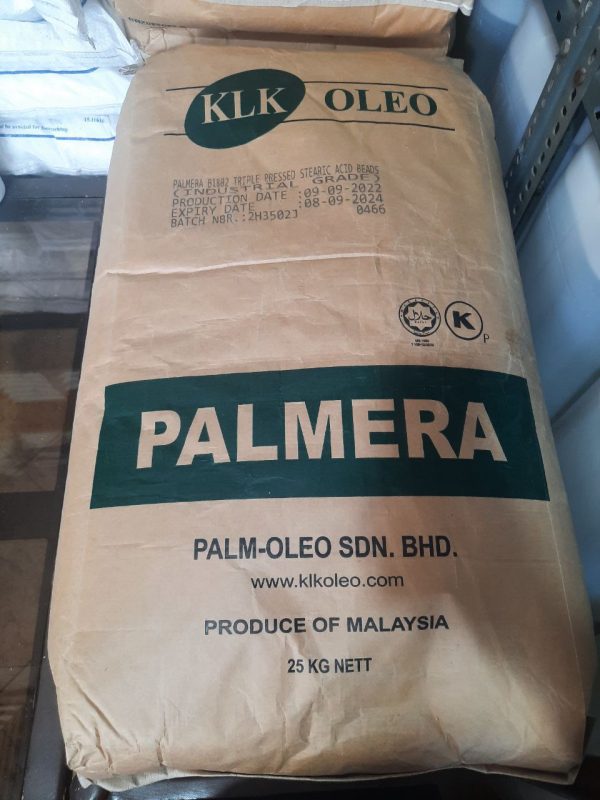 KLK OLEO
PALMERA B1802 TRIPLE PRESSED STEARIC ACID BEADS
(INDUSTRIAL GRADE)
PRODUCTION DATE :09-09-2022
EXPIRY DATE :08-09-2024
BATCH NBR.:2H3502J 0466
حلال
K
P
PALMERA
PALM-OLEO SDN. BHD.
www.klkoleo.com
PRODUCE OF MALAYSIA
25 KG NETT